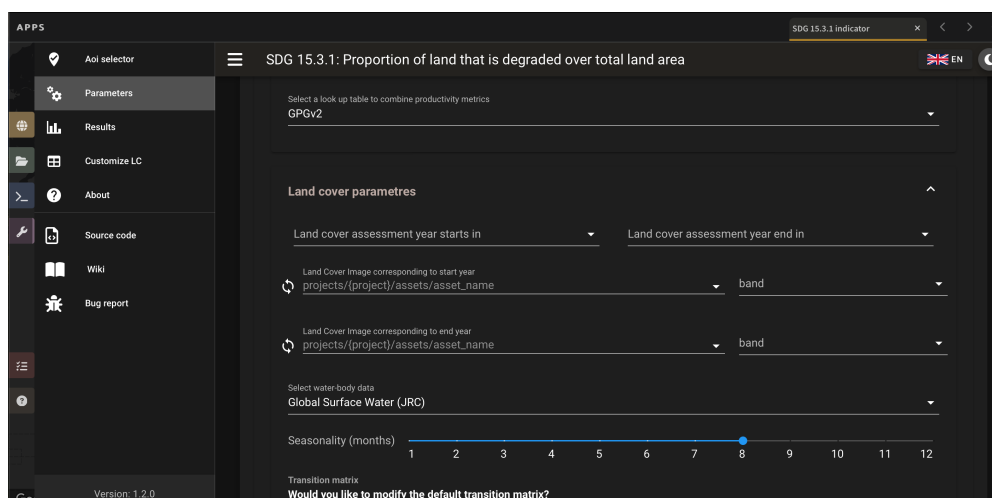 APPS
SDG 15.3.1 indicator
Aoi selector
SDG 15.3.1: Proportion of land that is degraded over total land area
EN
Parameters
Select a look up table to combine productivity metrics
GPGv2
Results
Customize LC
About
Land cover parametres
Source code
Land cover assessment year starts in
Land cover assessment year end in
Wiki
Land Cover Image corresponding to start year
projects/{project}/assets/asset_name
band
Bug report
Land Cover Image corresponding to end year
projects/{project}/assets/asset_name
band
Select water-body data
Global Surface Water (JRC)
Seasonality (months)
1 2 3 4 5 6 7 8 9 10 11 12
Transition matrix
Version: 1.2.0
Would you like to modify the default transition matrix?